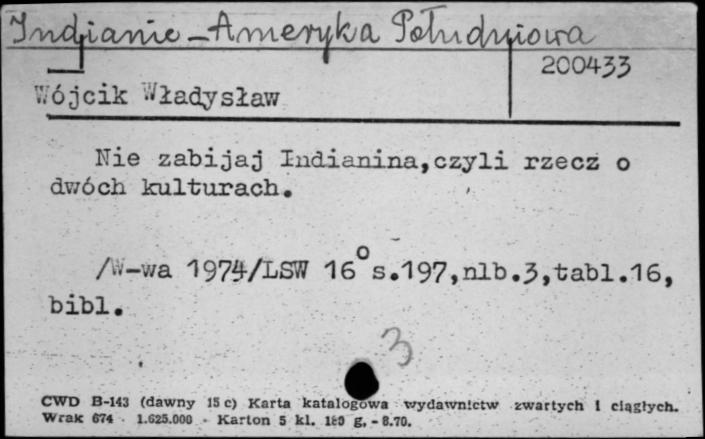 Indianie - Ameryka Południowa
200433
Wójcik Władysław
Nie zabijaj Indianina,czyli rzecz o
dwóch kulturach.
/W-wa 1974/LSW 16° s.197,nlb.3,tabl.16,
bibl.
3
CWD B-143 (dawny 15 c) Karta katalogowa wydawnictw zwartych i ciągłych.
Wrak 674 1.625.000 - Karton 5 kl. 180 g. - 8.70.